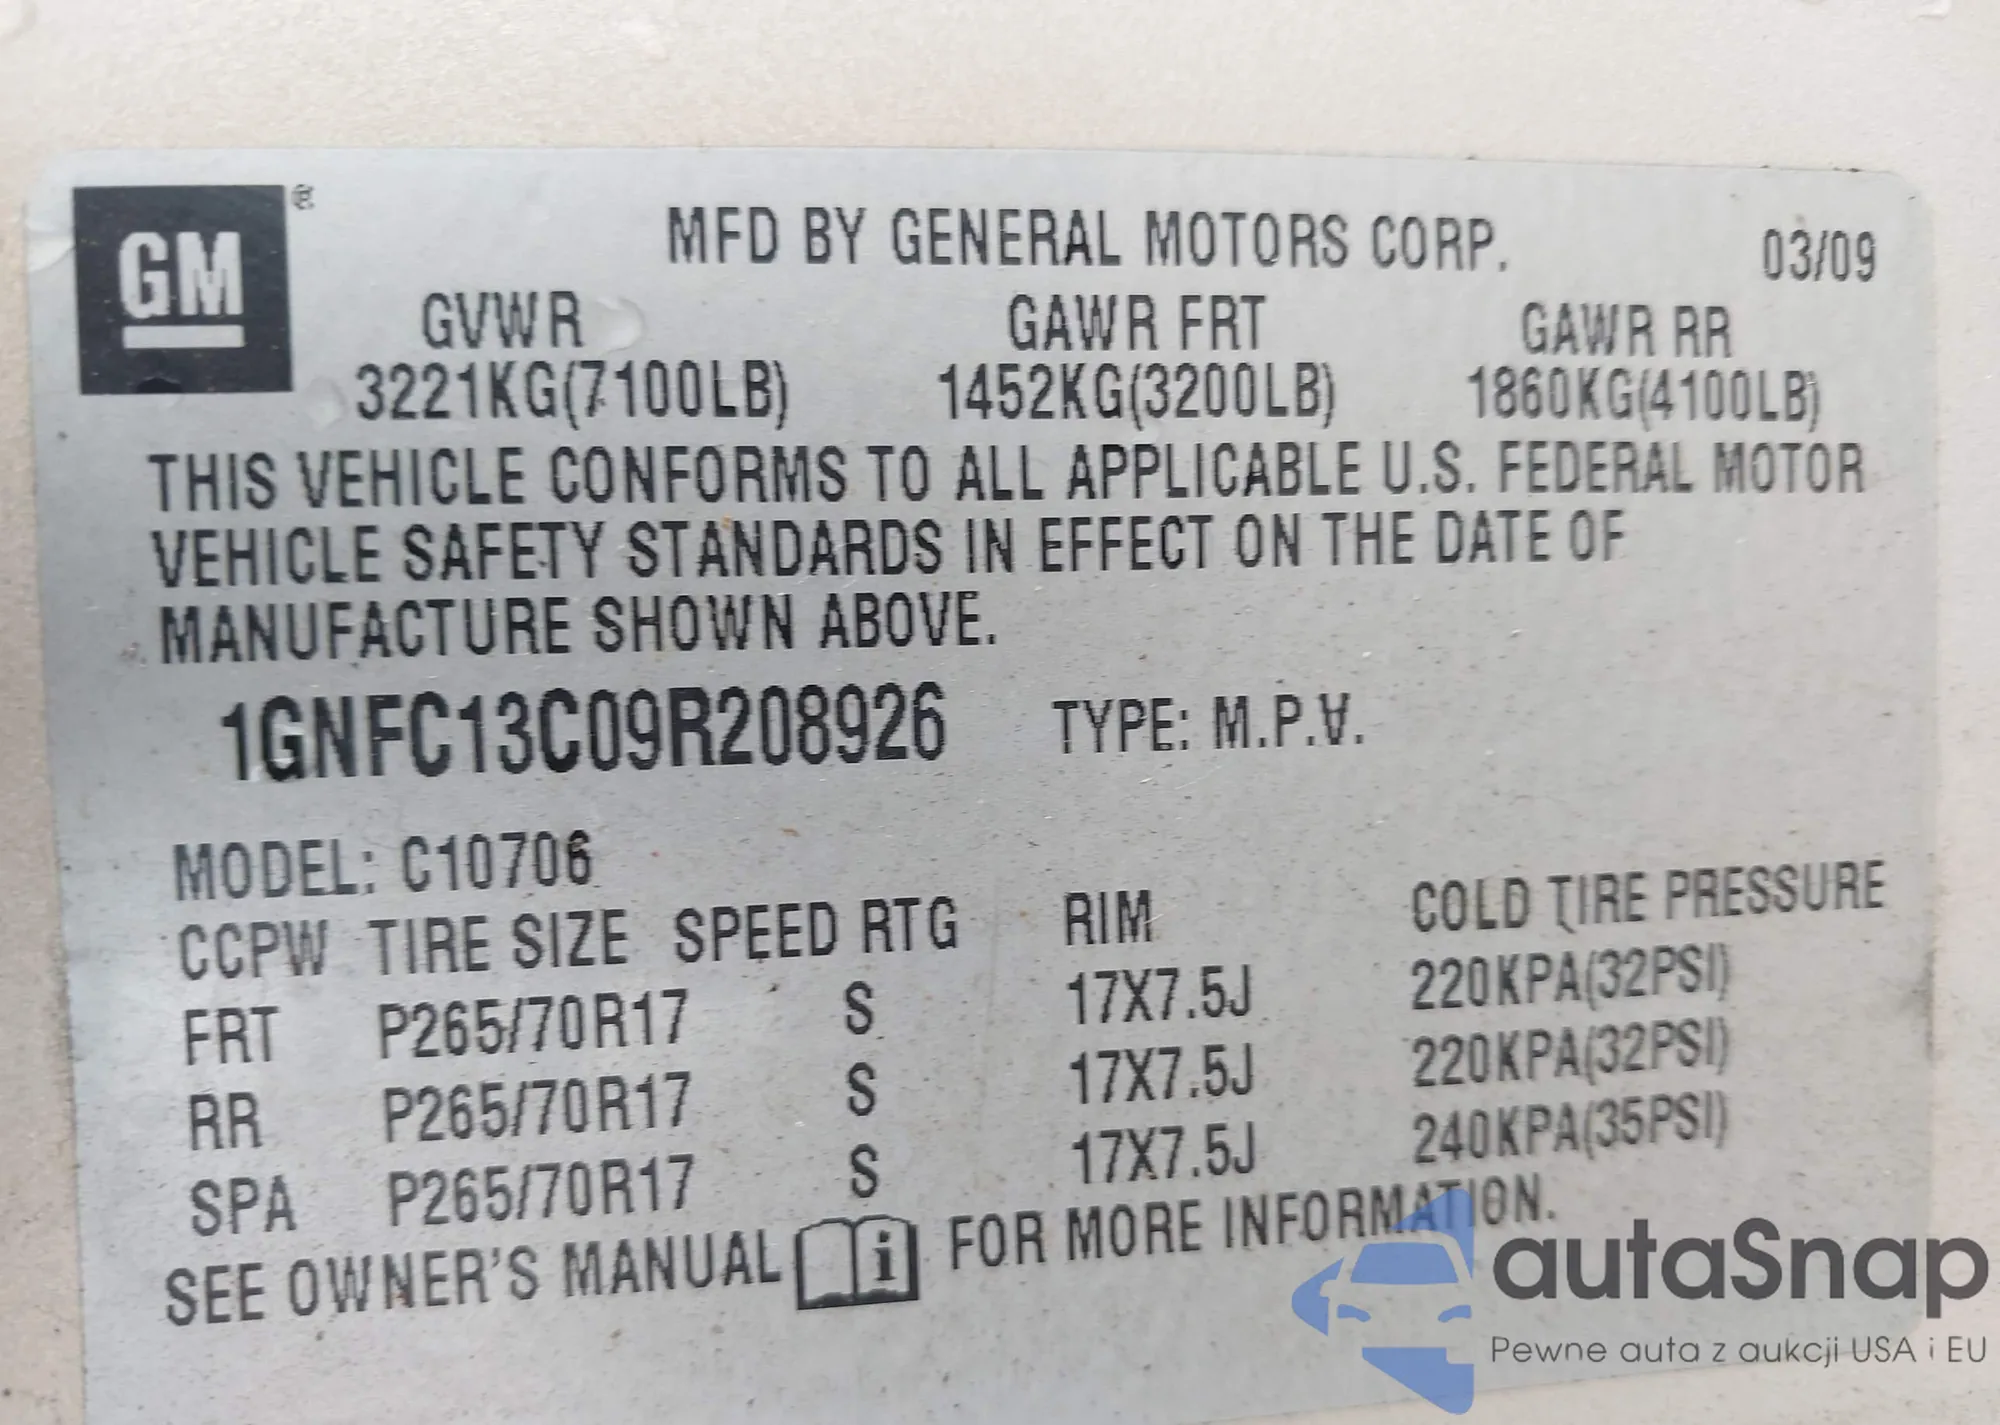 GM®
MFD BY GENERAL MOTORS CORP. 03/09
GVWR GAWR FRT GAWR RR
3221KG(7100LB) 1452KG(3200LB) 1860KG(4100LB)
THIS VEHICLE CONFORMS TO ALL APPLICABLE U.S. FEDERAL MOTOR
VEHICLE SAFETY STANDARDS IN EFFECT ON THE DATE OF
MANUFACTURE SHOWN ABOVE.
1GNFC13C09R208926 TYPE: M.P.V.
MODEL: C10706
CCPW TIRE SIZE SPEED RTG RIM COLD TIRE PRESSURE
FRT P265/70R17 S 17X7.5J 220KPA(32PSI)
RR P265/70R17 S 17X7.5J 220KPA(32PSI)
SPA P265/70R17 S 17X7.5J 240KPA(35PSI)
SEE OWNER'S MANUAL i FOR MORE INFORMATION.
autaSnap
Pewne auta z aukcji USA i EU